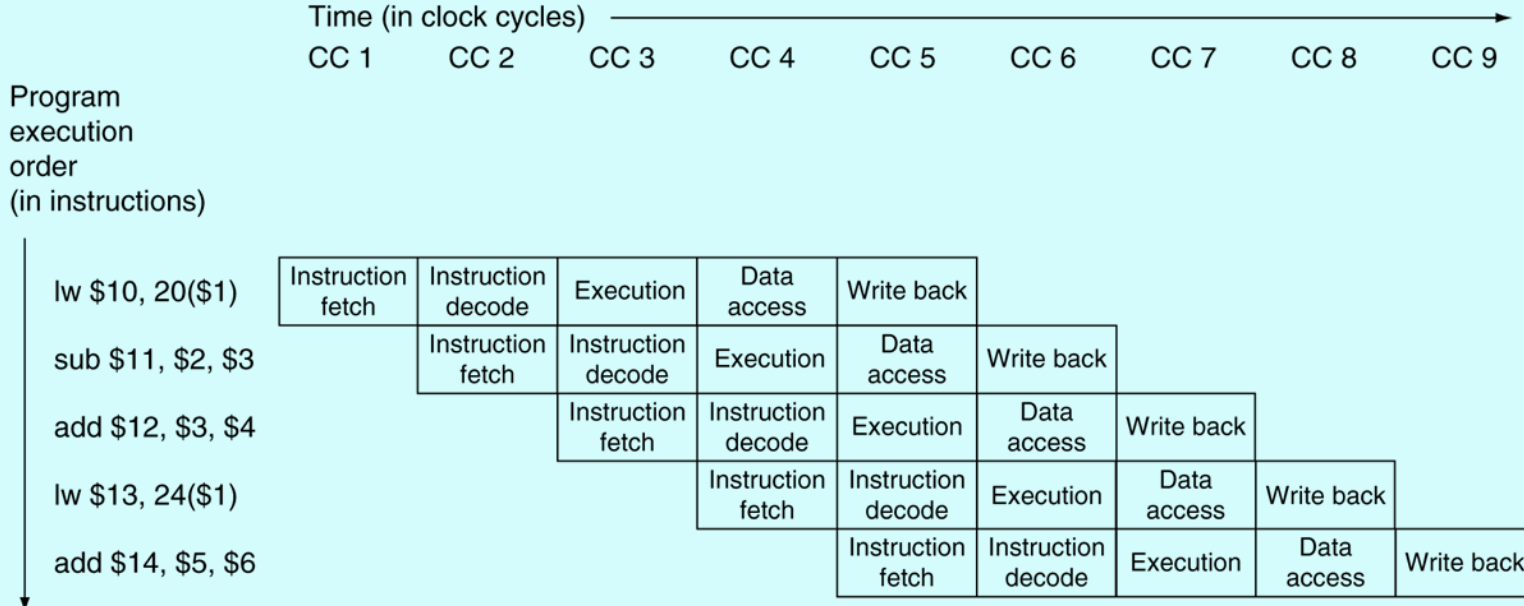 Time (in clock cycles)
CC 1 CC 2 CC 3 CC 4 CC 5 CC 6 CC 7 CC 8 CC 9
Program
execution
order
(in instructions)
lw $10, 20($1)
Instruction fetch
Instruction decode
Execution
Data access
Write back
sub $11, $2, $3
Instruction fetch
Instruction decode
Execution
Data access
Write back
add $12, $3, $4
Instruction fetch
Instruction decode
Execution
Data access
Write back
lw $13, 24($1)
Instruction fetch
Instruction decode
Execution
Data access
Write back
add $14, $5, $6
Instruction fetch
Instruction decode
Execution
Data access
Write back